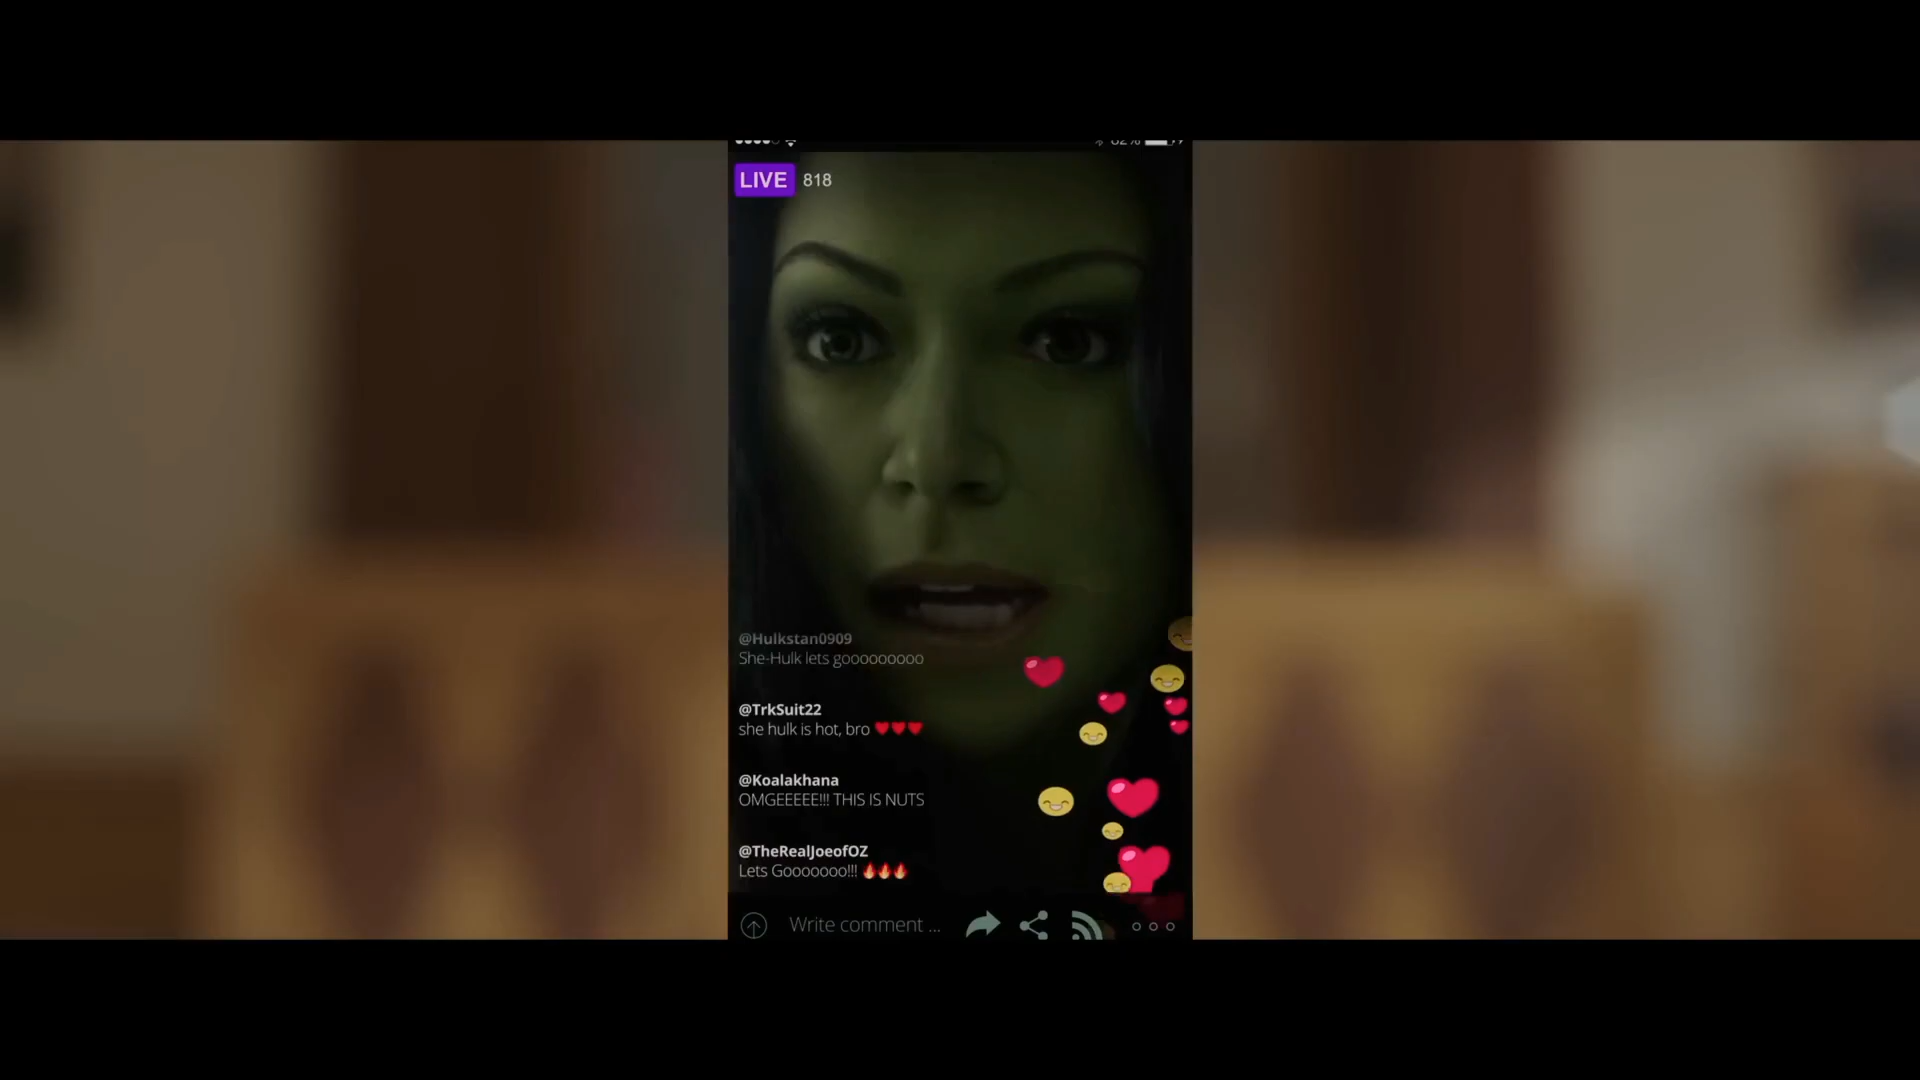 82%
LIVE 818
@Hulkstan0909
She-Hulk lets gooooooooo
@TrkSuit22
she hulk is hot, bro
@Koalakhana
OMGEEEEE!!! THIS IS NUTS
@TheRealJoeofOZ
Lets Gooooooo!!!
Write comment ...